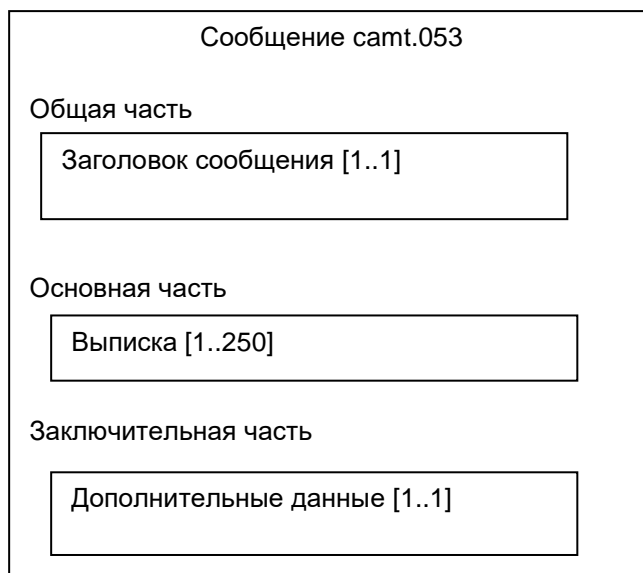 Сообщение camt.053
Общая часть
Заголовок сообщения [1..1]
Основная часть
Выписка [1..250]
Заключительная часть
Дополнительные данные [1..1]